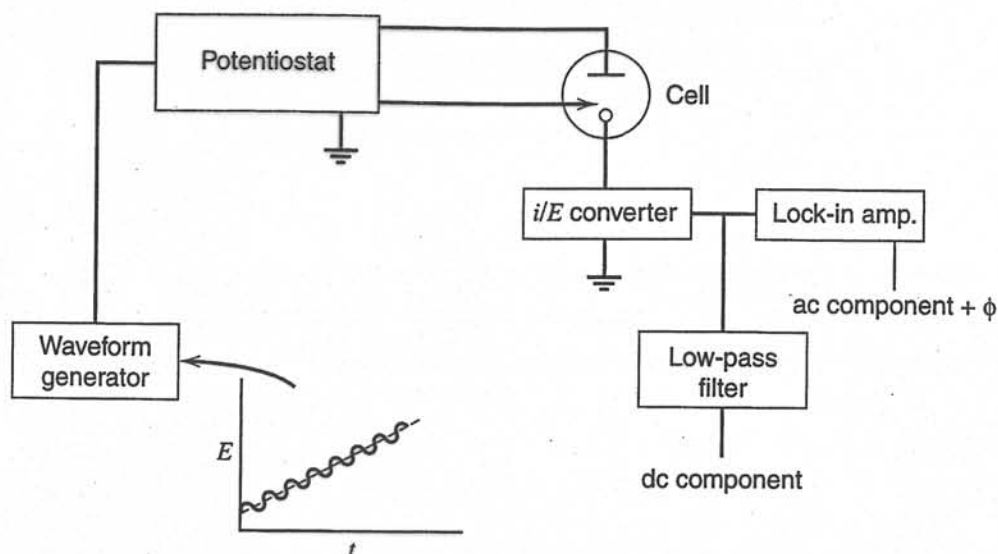 Potentiostat
Cell
i/E converter
Lock-in amp.
ac component + ϕ
Waveform
generator
Low-pass
filter
E
dc component
t